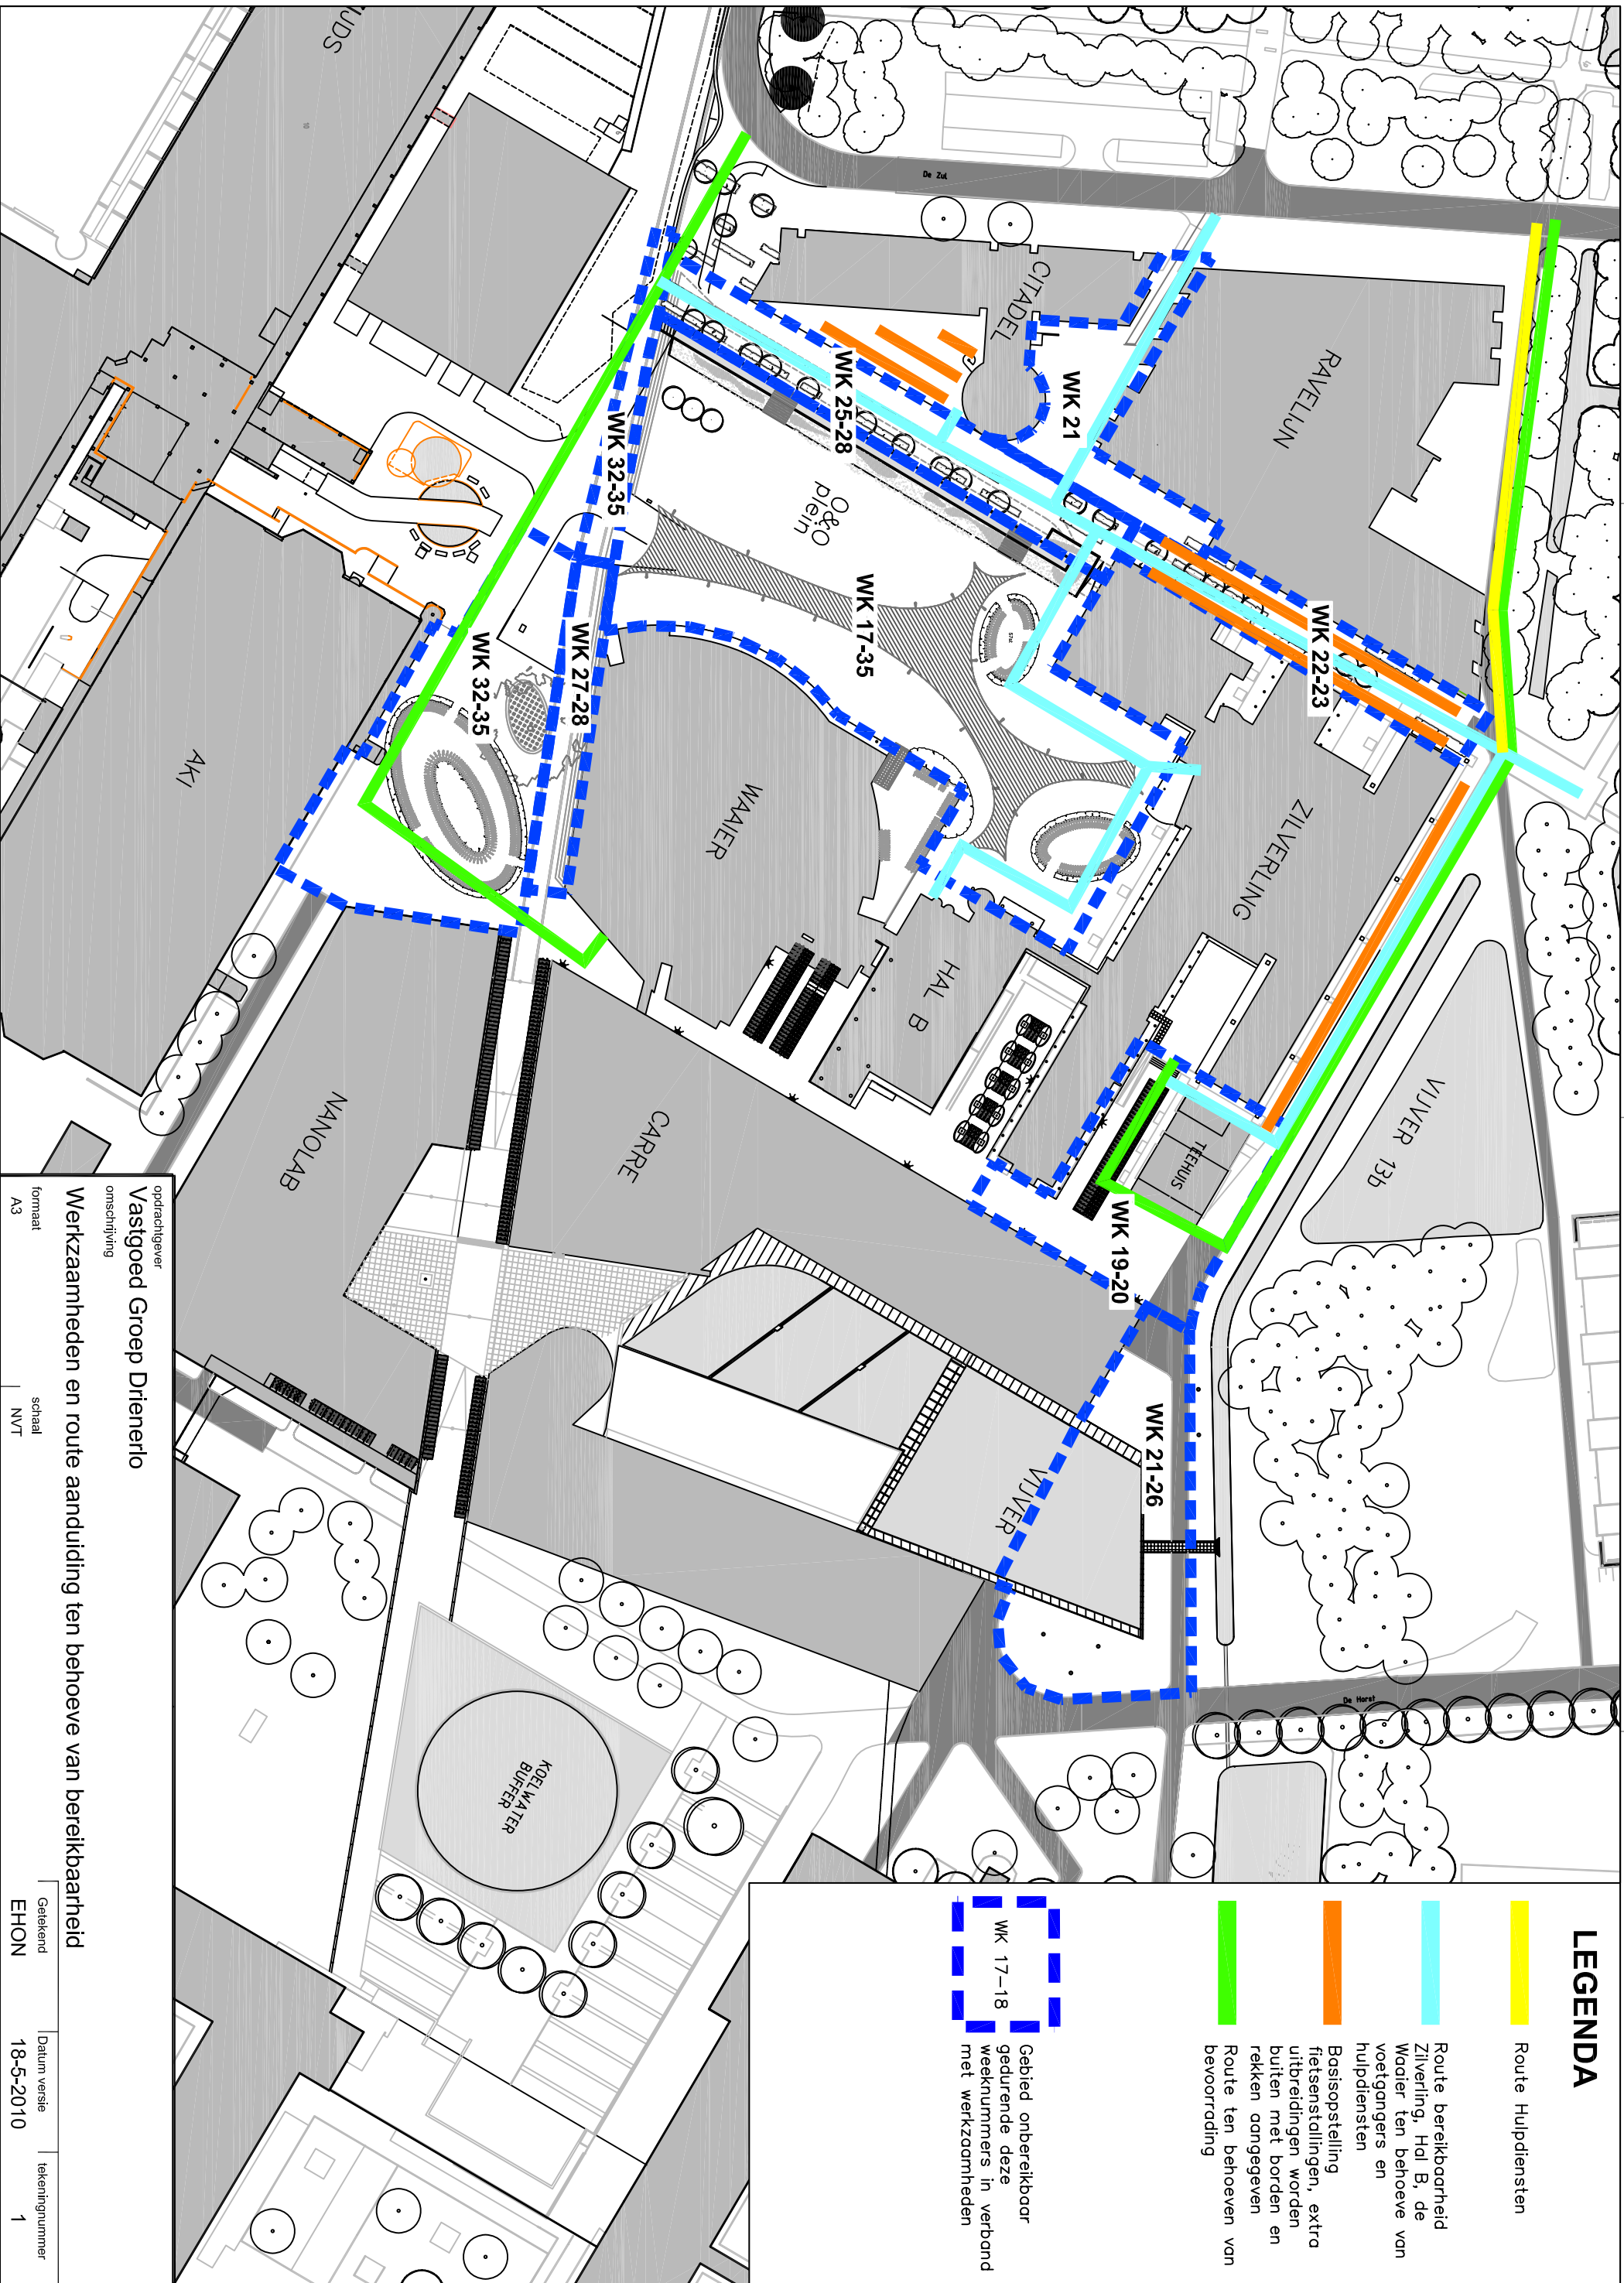 LEGENDA
Route Hulpdiensten
Route bereikbaarheid
Zilverling, Hal B, de
Waaier ten behoeve van
voetgangers en
hulpdiensten
Basisopstelling
fietsenstallingen, extra
uitbreidingen worden
buiten met borden en
rekken aangegeven
Route ten behoeven van
bevoorrading
WK 17-18
Gebied onbereikbaar
gedurende deze
weeknummers in verband
met werkzaamheden
De Zul
CITADEL
RAVELIJN
WK 21
WK 25-28
WK 22-23
WK 32-35
O&O
plein
WK 17-35
WK 27-28
WK 32-35
WAAIER
ZILVERLING
AKI
HAL B
VIJVER 13b
TEEHUIS
WK 19-20
NANOLAB
CARRE
WK 21-26
VIJVER
De Horst
KOELWATER
BUFFER
opdrachtgever
Vastgoed Groep Drienerlo
omschrijving
Werkzaamheden en route aanduiding ten behoeve van bereikbaarheid
formaat
A3
schaal
NVT
Getekend
EHON
Datum versie
18-5-2010
tekeningnummer
1